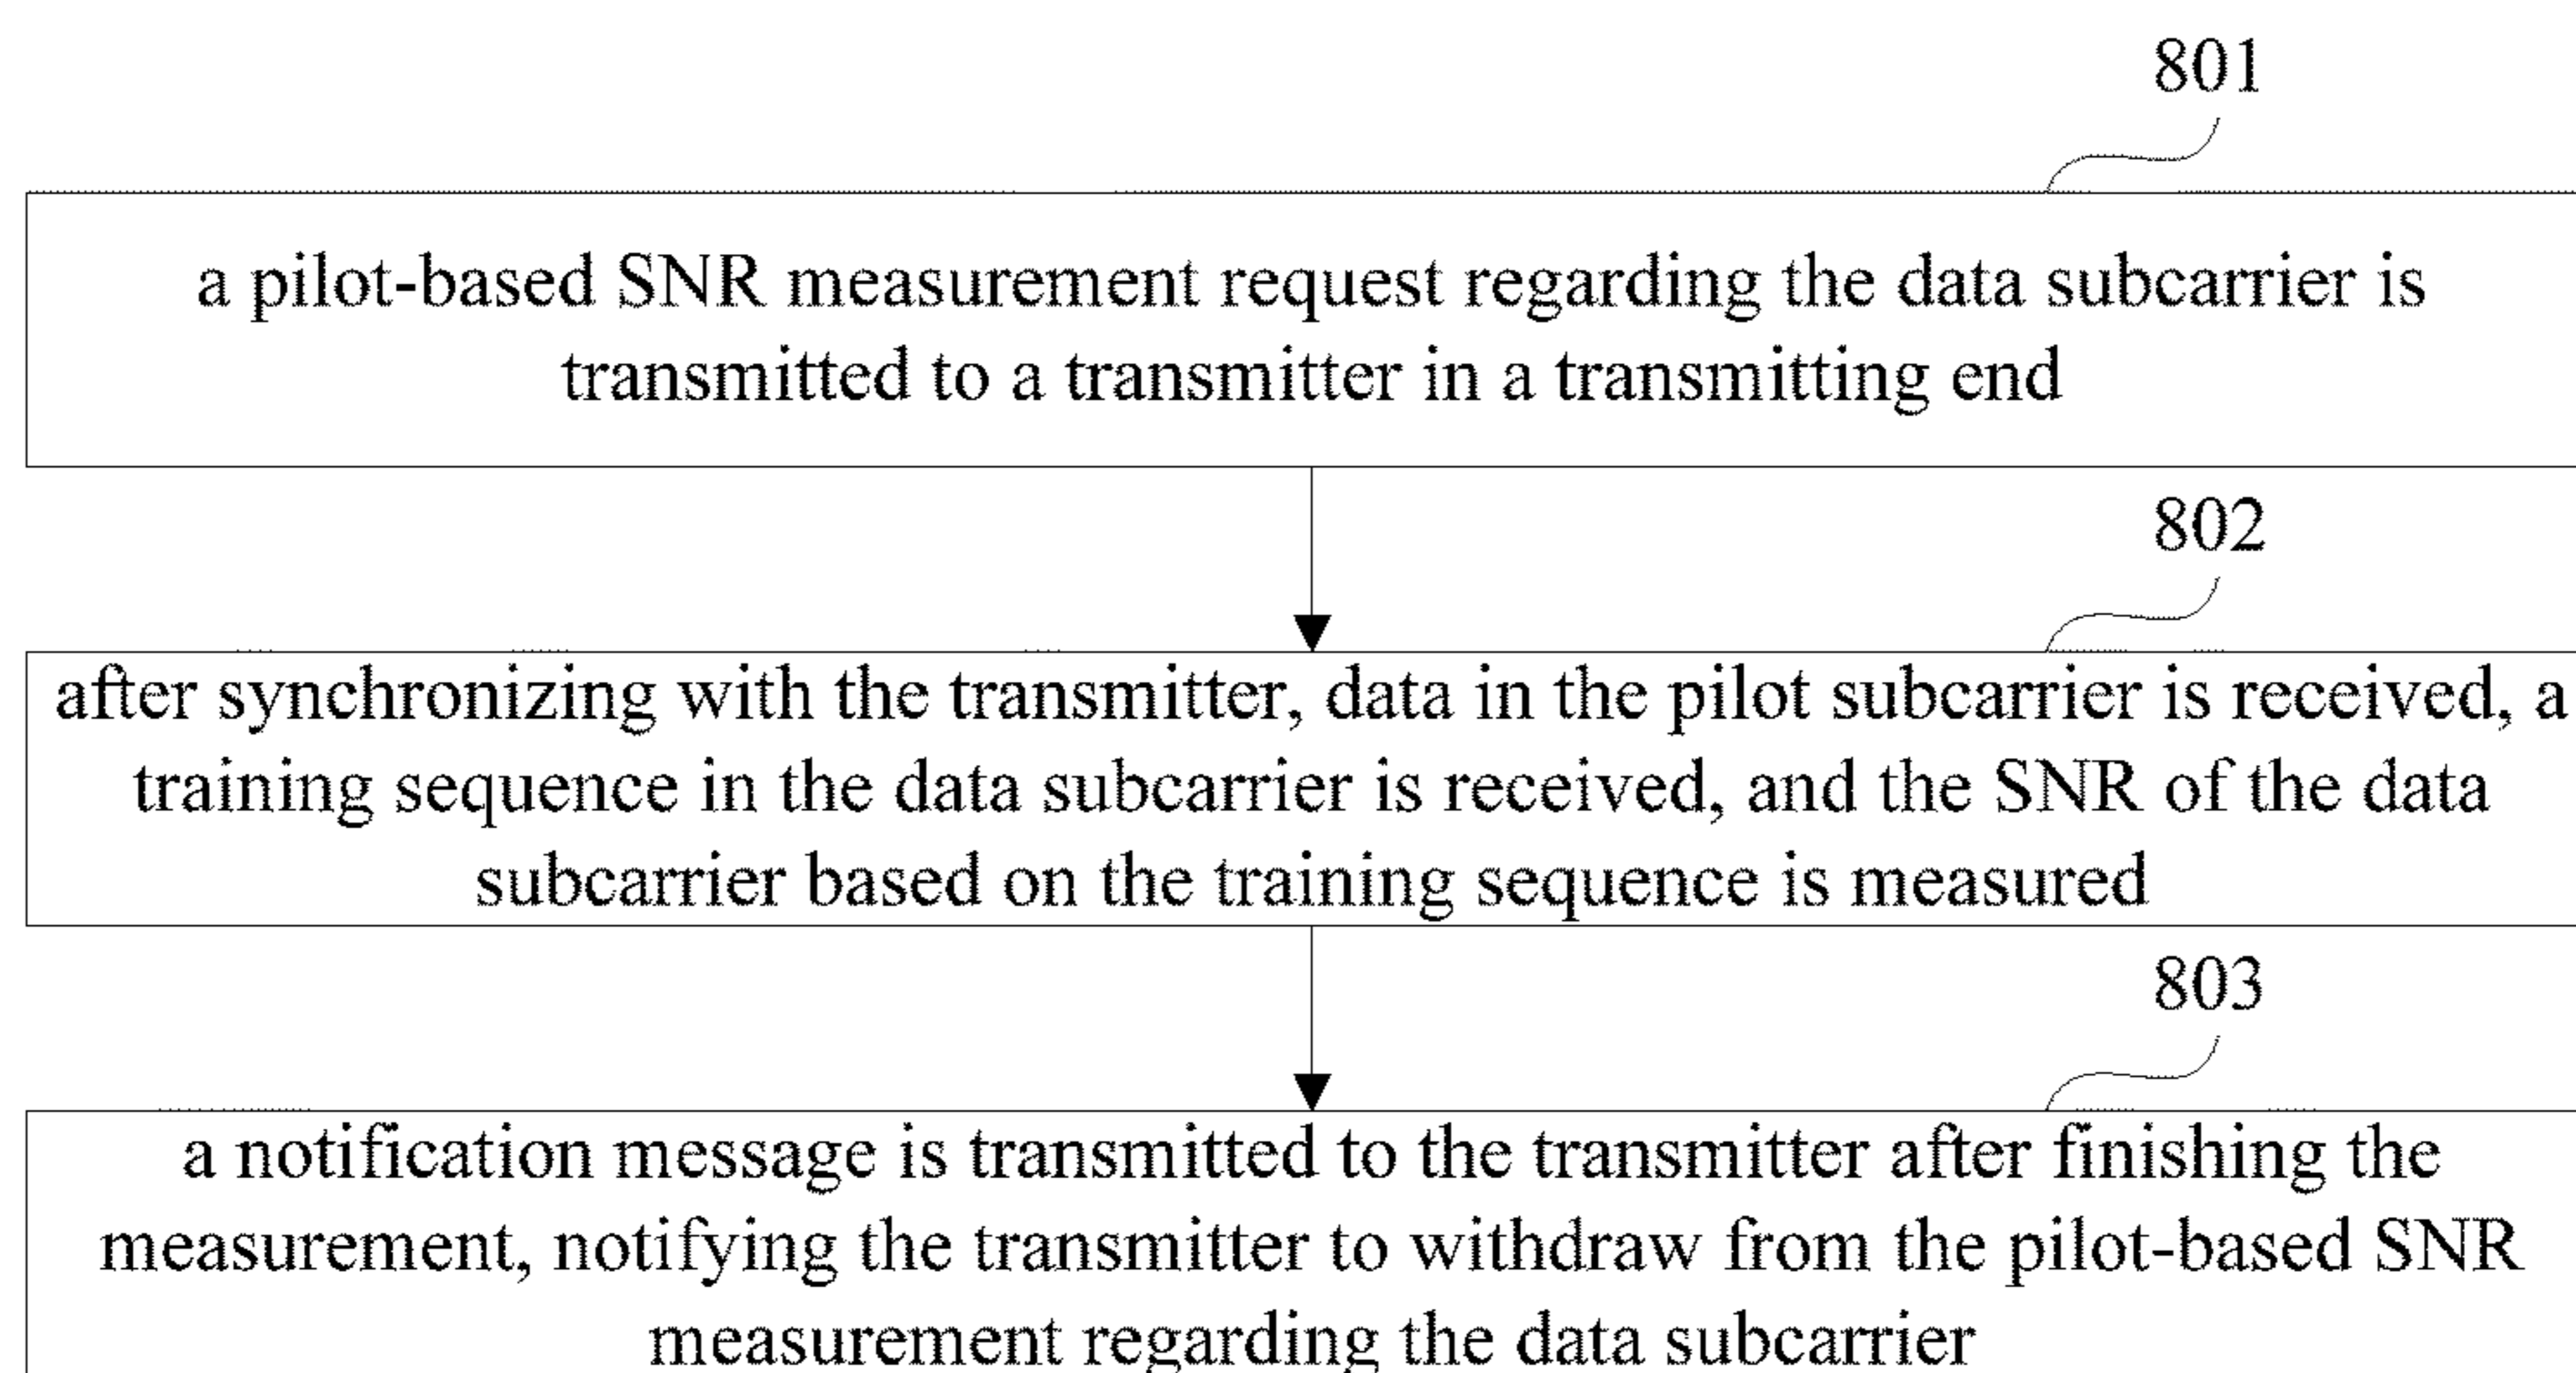 801
a pilot-based SNR measurement request regarding the data subcarrier is
transmitted to a transmitter in a transmitting end
802
after synchronizing with the transmitter, data in the pilot subcarrier is received, a
training sequence in the data subcarrier is received, and the SNR of the data
subcarrier based on the training sequence is measured
803
a notification message is transmitted to the transmitter after finishing the
measurement, notifying the transmitter to withdraw from the pilot-based SNR
measurement regarding the data subcarrier